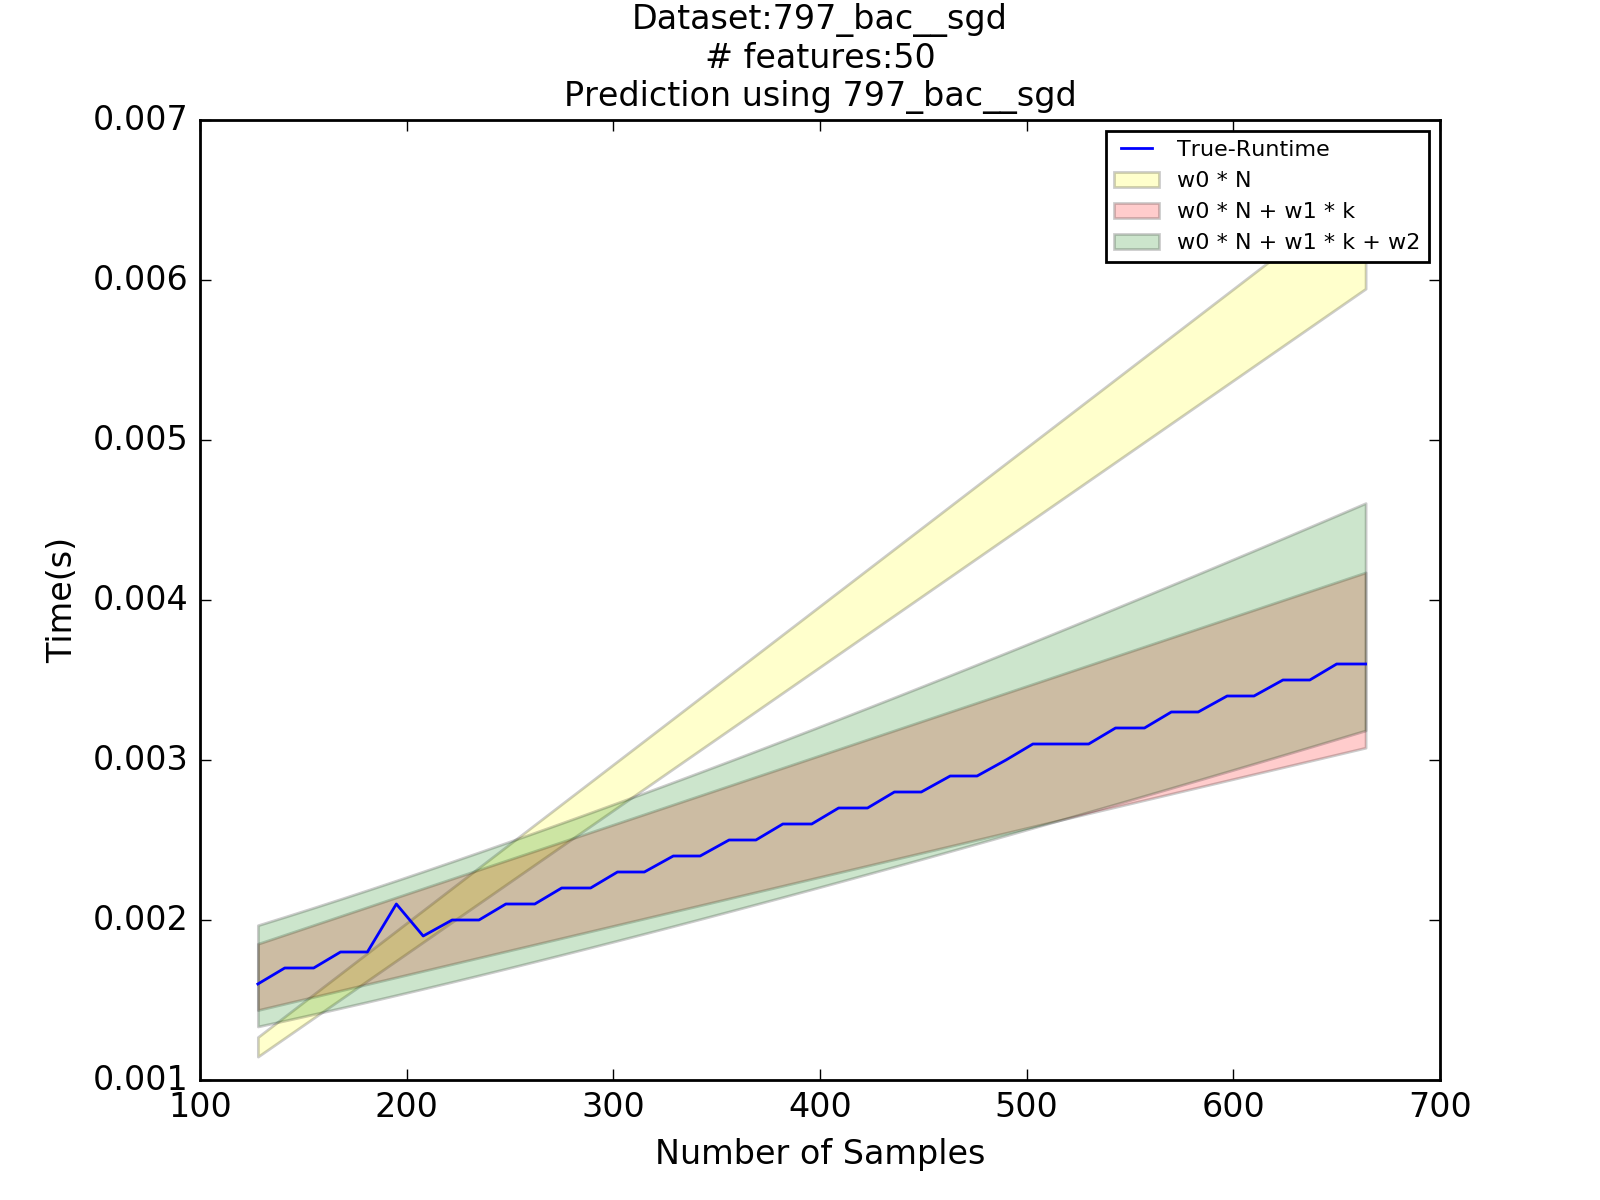 Dataset:797_bac__sgd
# features:50
Prediction using 797_bac__sgd
0.007
0.006
0.005
0.004
0.003
0.002
0.001
Time(s)
True-Runtime
w0 * N
w0 * N + w1 * k
w0 * N + w1 * k + w2
100 200 300 400 500 600 700
Number of Samples